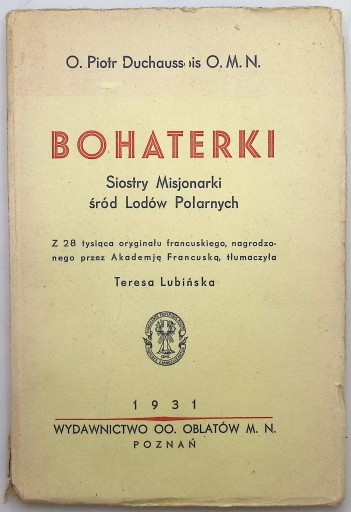 O. Piotr Duchaussois O. M. N.
BOHATERKI
Siostry Misjonarki
śród Lodów Polarnych
Z 28 tysiąca oryginału francuskiego, nagrodzo-
nego przez Akademję Francuską, tłumaczyła
Teresa Lubińska
1931
WYDAWNICTWO OO. OBLATÓW M. N.
POZNAŃ